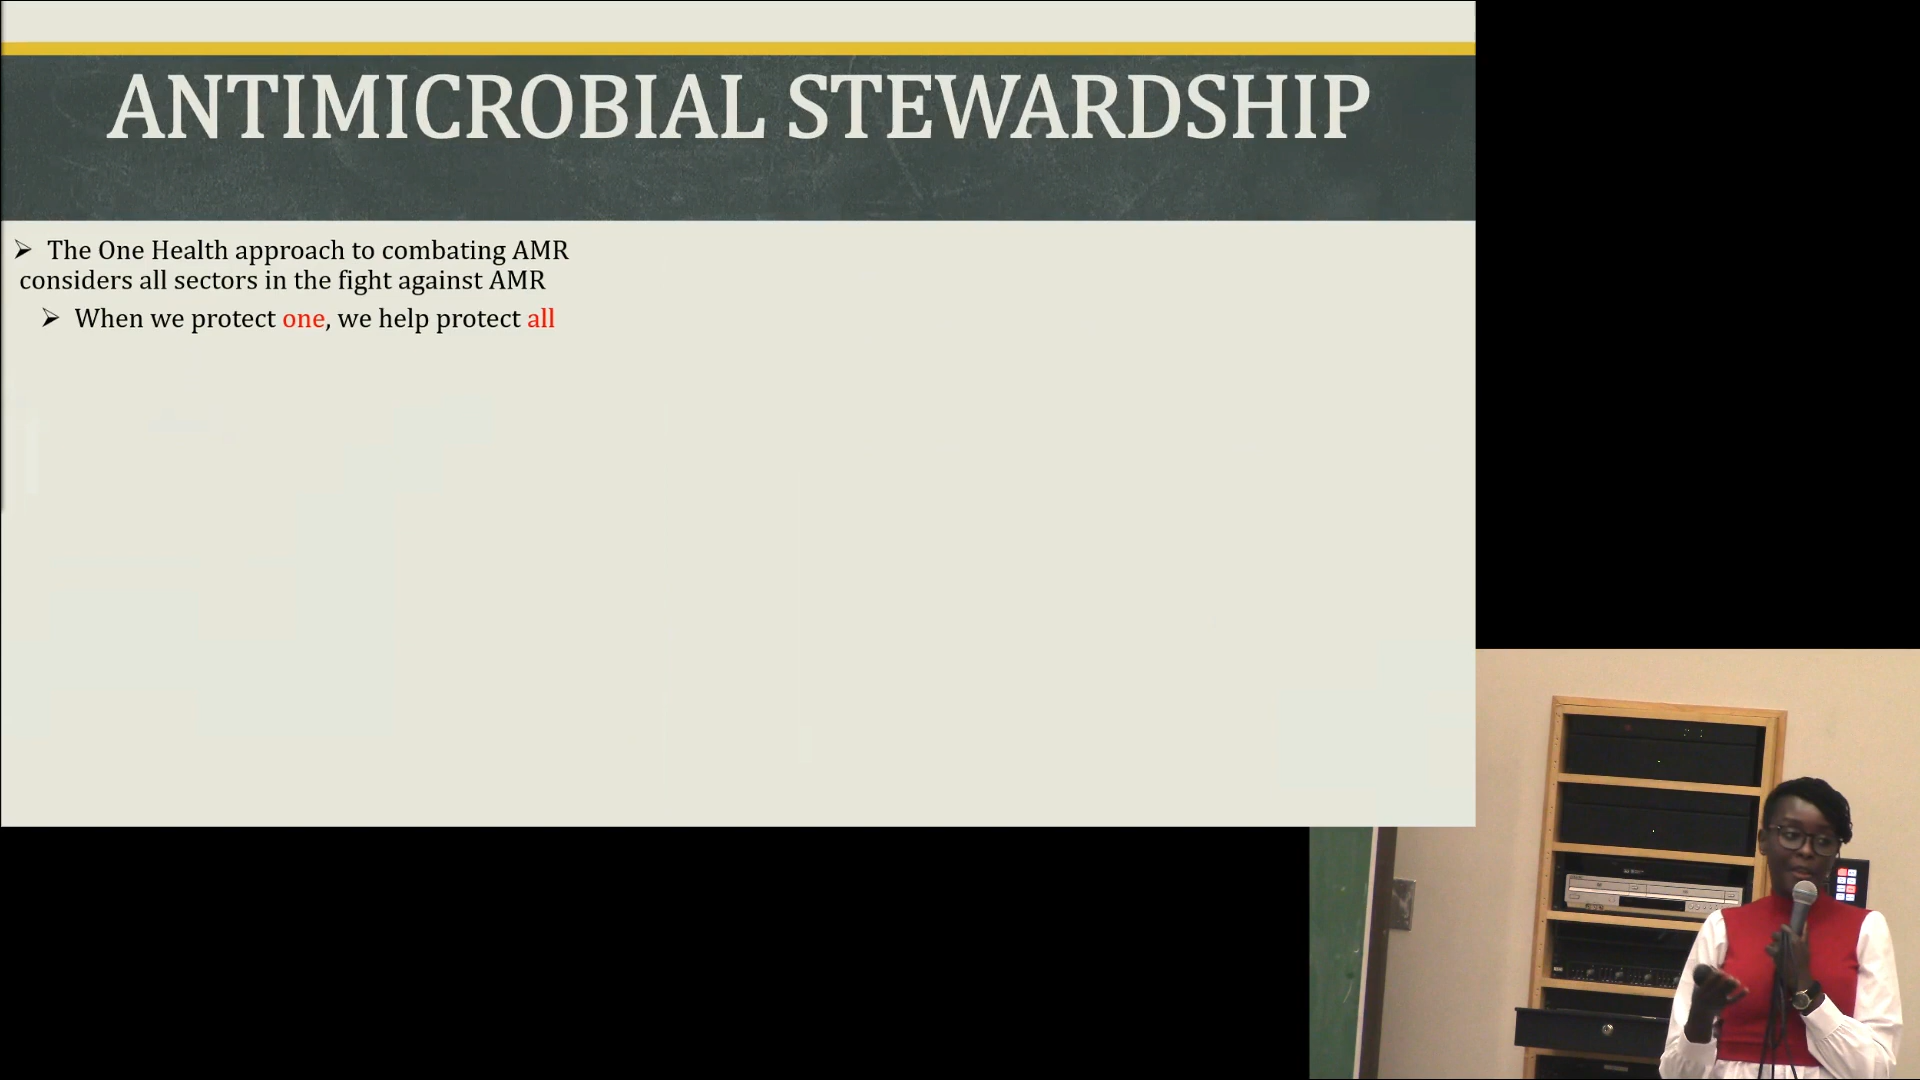 ANTIMICROBIAL STEWARDSHIP
➢ The One Health approach to combating AMR
considers all sectors in the fight against AMR
➢ When we protect one, we help protect all